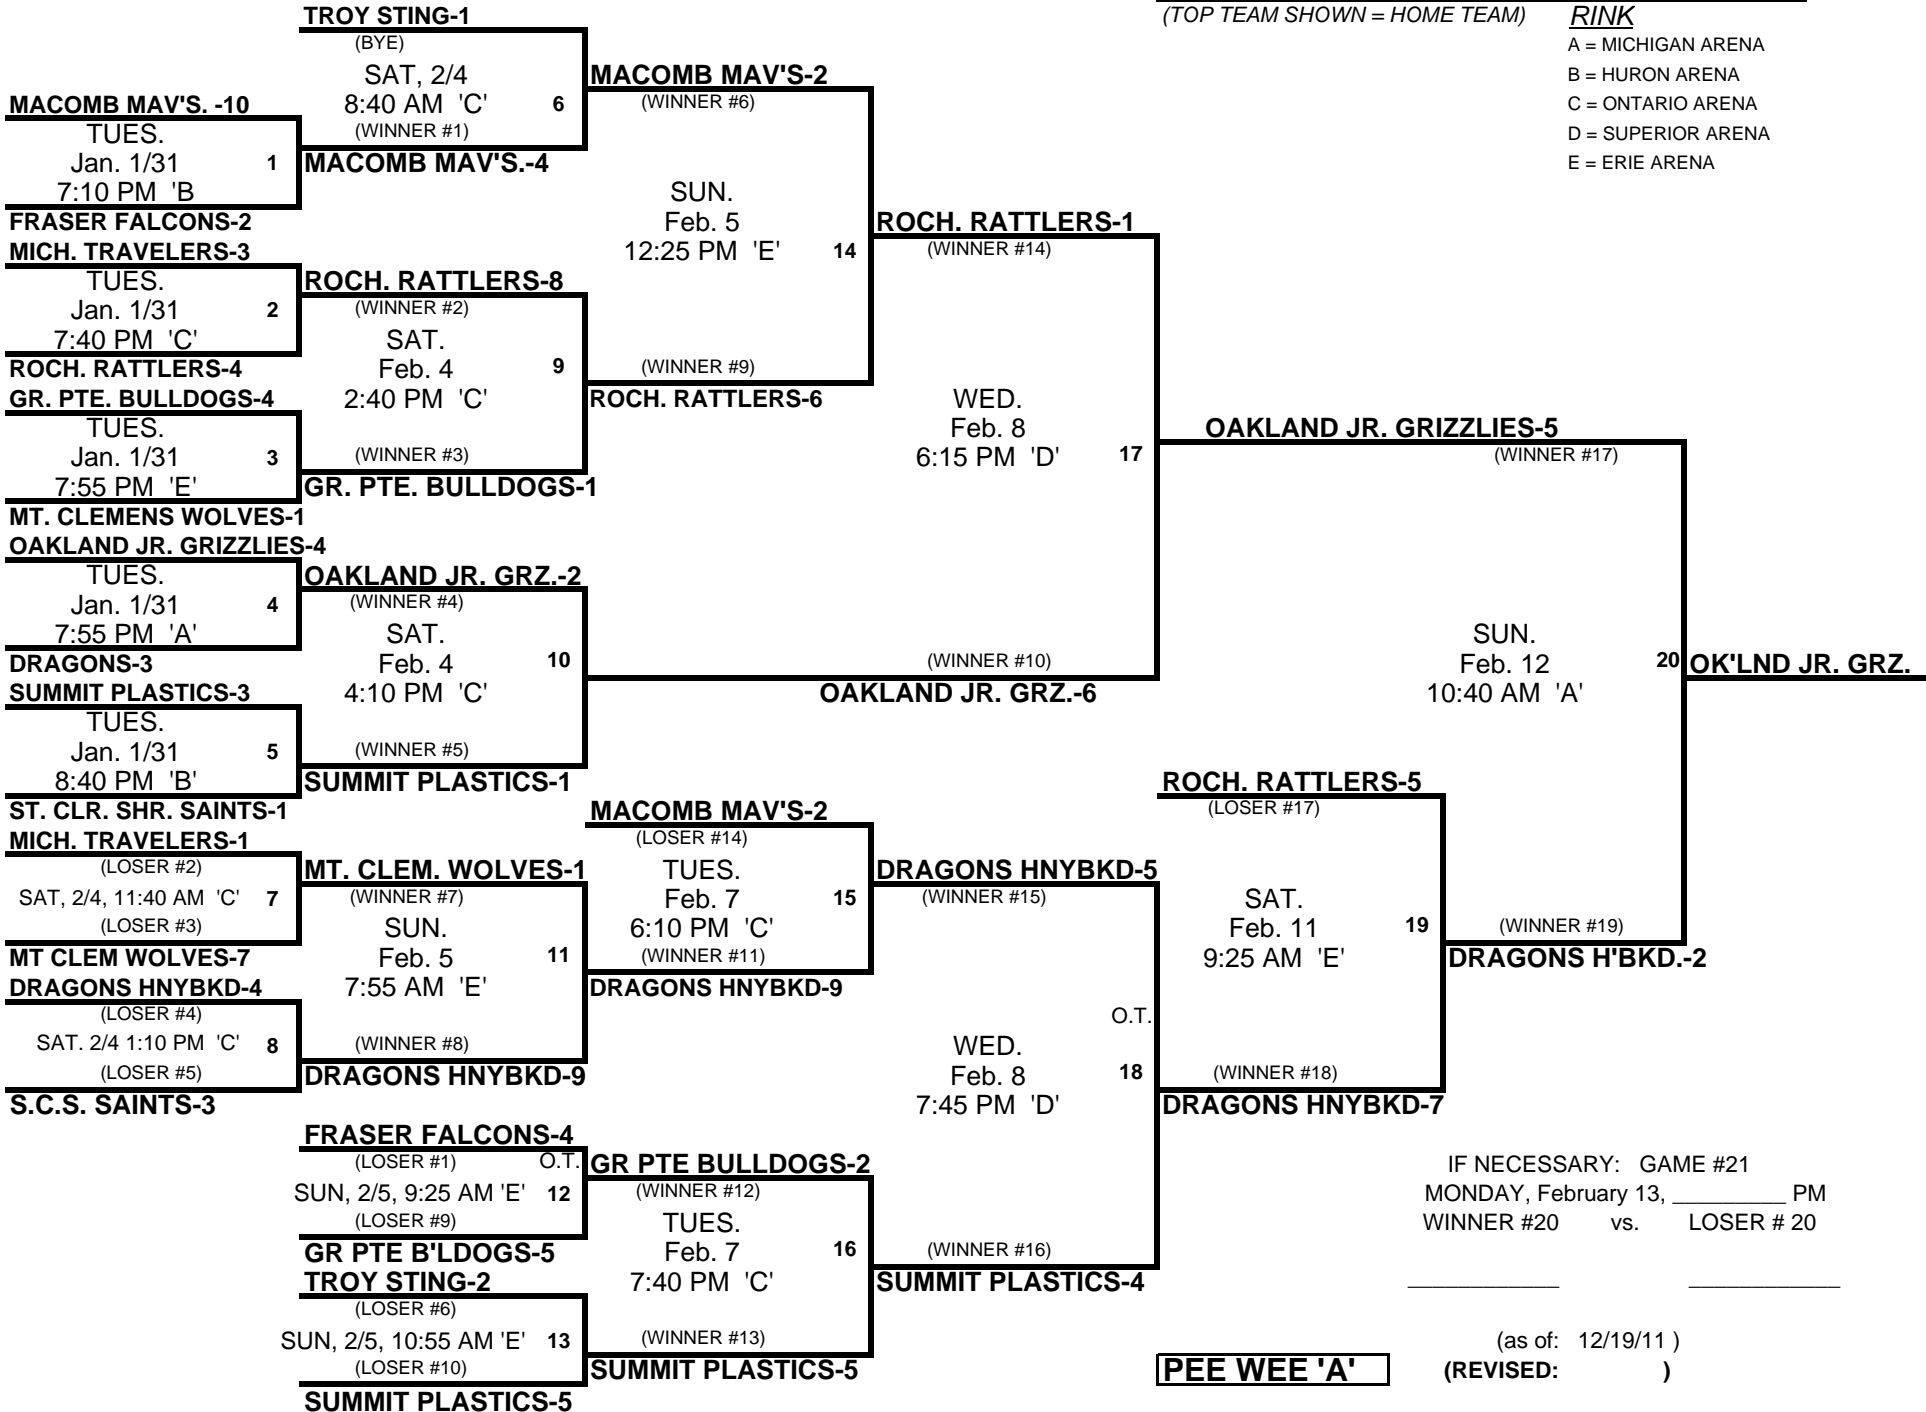 TROY STING-1
(TOP TEAM SHOWN = HOME TEAM)
RINK
(BYE)
A = MICHIGAN ARENA
SAT, 2/4
MACOMB MAV'S-2
B = HURON ARENA
MACOMB MAV'S. -10
8:40 AM 'C'
6
(WINNER #6)
C = ONTARIO ARENA
TUES.
(WINNER #1)
D = SUPERIOR ARENA
Jan. 1/31
1
MACOMB MAV'S.-4
E = ERIE ARENA
7:10 PM 'B
SUN.
FRASER FALCONS-2
Feb. 5
ROCH. RATTLERS-1
MICH. TRAVELERS-3
12:25 PM 'E'
14
(WINNER #14)
TUES.
ROCH. RATTLERS-8
Jan. 1/31
2
(WINNER #2)
7:40 PM 'C'
SAT.
ROCH. RATTLERS-4
Feb. 4
9
(WINNER #9)
GR. PTE. BULLDOGS-4
2:40 PM 'C'
ROCH. RATTLERS-6
WED.
TUES.
Feb. 8
OAKLAND JR. GRIZZLIES-5
Jan. 1/31
3
(WINNER #3)
6:15 PM 'D'
17
(WINNER #17)
7:55 PM 'E'
GR. PTE. BULLDOGS-1
MT. CLEMENS WOLVES-1
OAKLAND JR. GRIZZLIES-4
TUES.
OAKLAND JR. GRZ.-2
Jan. 1/31
4
(WINNER #4)
7:55 PM 'A'
SAT.
SUN.
DRAGONS-3
Feb. 4
10
(WINNER #10)
Feb. 12
20
OK'LND JR. GRZ.
SUMMIT PLASTICS-3
4:10 PM 'C'
OAKLAND JR. GRZ.-6
10:40 AM 'A'
TUES.
Jan. 1/31
5
(WINNER #5)
8:40 PM 'B'
SUMMIT PLASTICS-1
ROCH. RATTLERS-5
ST. CLR. SHR. SAINTS-1
MACOMB MAV'S-2
(LOSER #17)
MICH. TRAVELERS-1
(LOSER #14)
(LOSER #2)
MT. CLEM. WOLVES-1
TUES.
DRAGONS HNYBKD-5
SAT, 2/4, 11:40 AM 'C'
7
(WINNER #7)
Feb. 7
15
(WINNER #15)
SAT.
(LOSER #3)
SUN.
6:10 PM 'C'
Feb. 11
19
(WINNER #19)
MT CLEM WOLVES-7
Feb. 5
11
(WINNER #11)
9:25 AM 'E'
DRAGONS H'BKD.-2
DRAGONS HNYBKD-4
7:55 AM 'E'
DRAGONS HNYBKD-9
(LOSER #4)
O.T.
SAT. 2/4 1:10 PM 'C'
8
(WINNER #8)
WED.
(LOSER #5)
DRAGONS HNYBKD-9
Feb. 8
18
(WINNER #18)
S.C.S. SAINTS-3
7:45 PM 'D'
DRAGONS HNYBKD-7
FRASER FALCONS-4
(LOSER #1)
O.T.
GR PTE BULLDOGS-2
IF NECESSARY: GAME #21
SUN, 2/5, 9:25 AM 'E'
12
(WINNER #12)
MONDAY, February 13, _________ PM
(LOSER #9)
TUES.
WINNER #20 vs. LOSER # 20
GR PTE B'LDOGS-5
Feb. 7
16
(WINNER #16)
TROY STING-2
7:40 PM 'C'
SUMMIT PLASTICS-4
____________ ____________
(LOSER #6)
SUN, 2/5, 10:55 AM 'E'
13
(WINNER #13)
(as of: 12/19/11 )
(LOSER #10)
SUMMIT PLASTICS-5
PEE WEE 'A'
(REVISED: )
SUMMIT PLASTICS-5